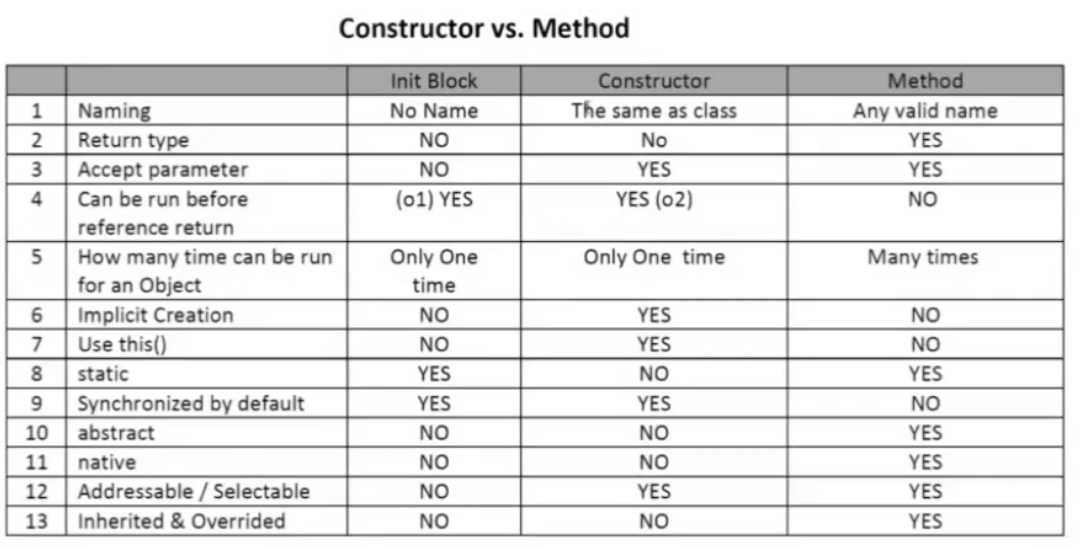 Constructor vs. Method
Init Block Constructor Method
1 Naming No Name The same as class Any valid name
2 Return type NO No YES
3 Accept parameter NO YES YES
4 Can be run before (o1) YES YES (o2) NO
reference return
5 How many time can be run Only One Only One time Many times
for an Object time
6 Implicit Creation NO YES NO
7 Use this() NO YES NO
8 static YES NO YES
9 Synchronized by default YES YES NO
10 abstract NO NO YES
11 native NO NO YES
12 Addressable / Selectable NO YES YES
13 Inherited & Overrided NO NO YES